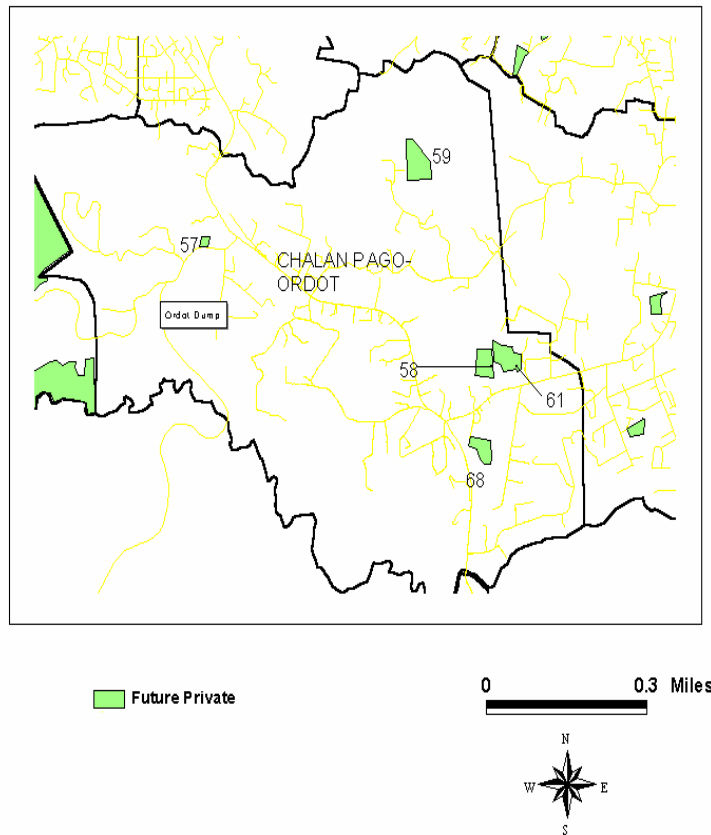 59
57
CHALAN PAGO-
ORDOT
Ordot Dump
58
61
68
Future Private
0 0.3 Miles
N
W E
S